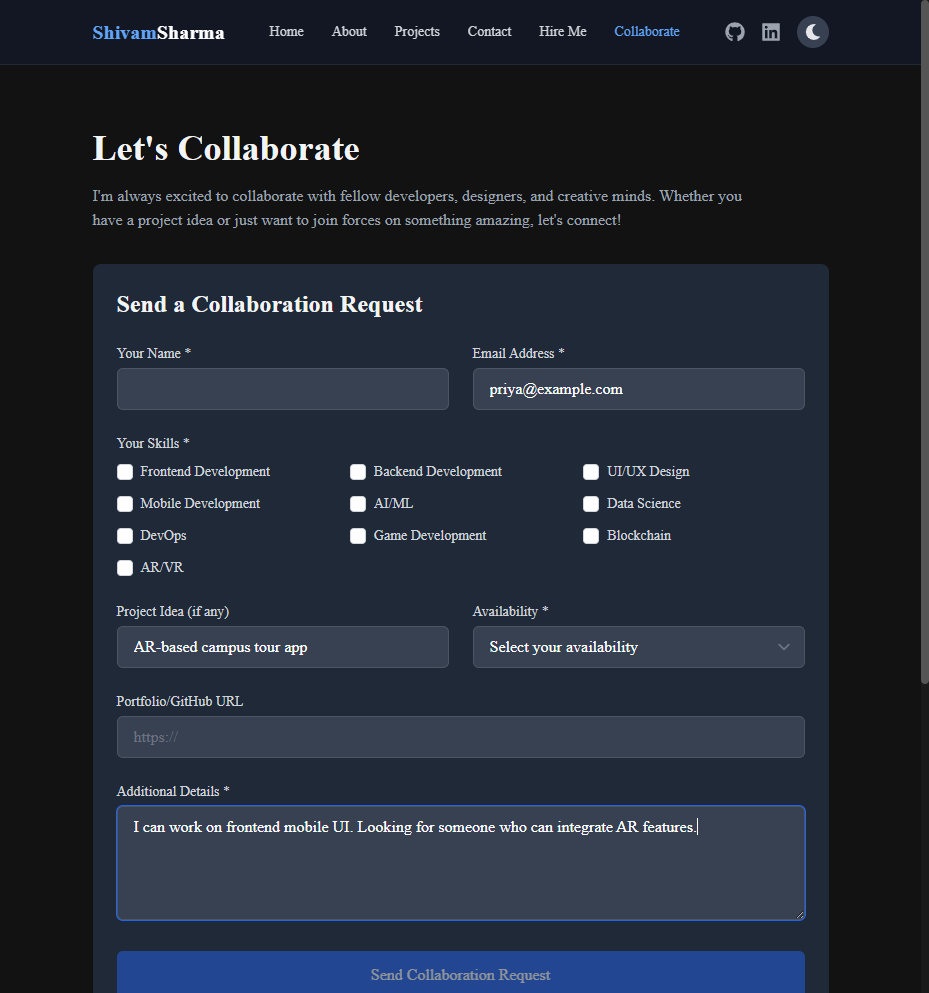 ShivamSharma Home About Projects Contact Hire Me Collaborate
Let's Collaborate
I'm always excited to collaborate with fellow developers, designers, and creative minds. Whether you
have a project idea or just want to join forces on something amazing, let's connect!
Send a Collaboration Request
Your Name * Email Address *
priya@example.com
Your Skills *
Frontend Development Backend Development UI/UX Design
Mobile Development AI/ML Data Science
DevOps Game Development Blockchain
AR/VR
Project Idea (if any) Availability *
AR-based campus tour app Select your availability
Portfolio/GitHub URL
https://
Additional Details *
I can work on frontend mobile UI. Looking for someone who can integrate AR features.
Send Collaboration Request